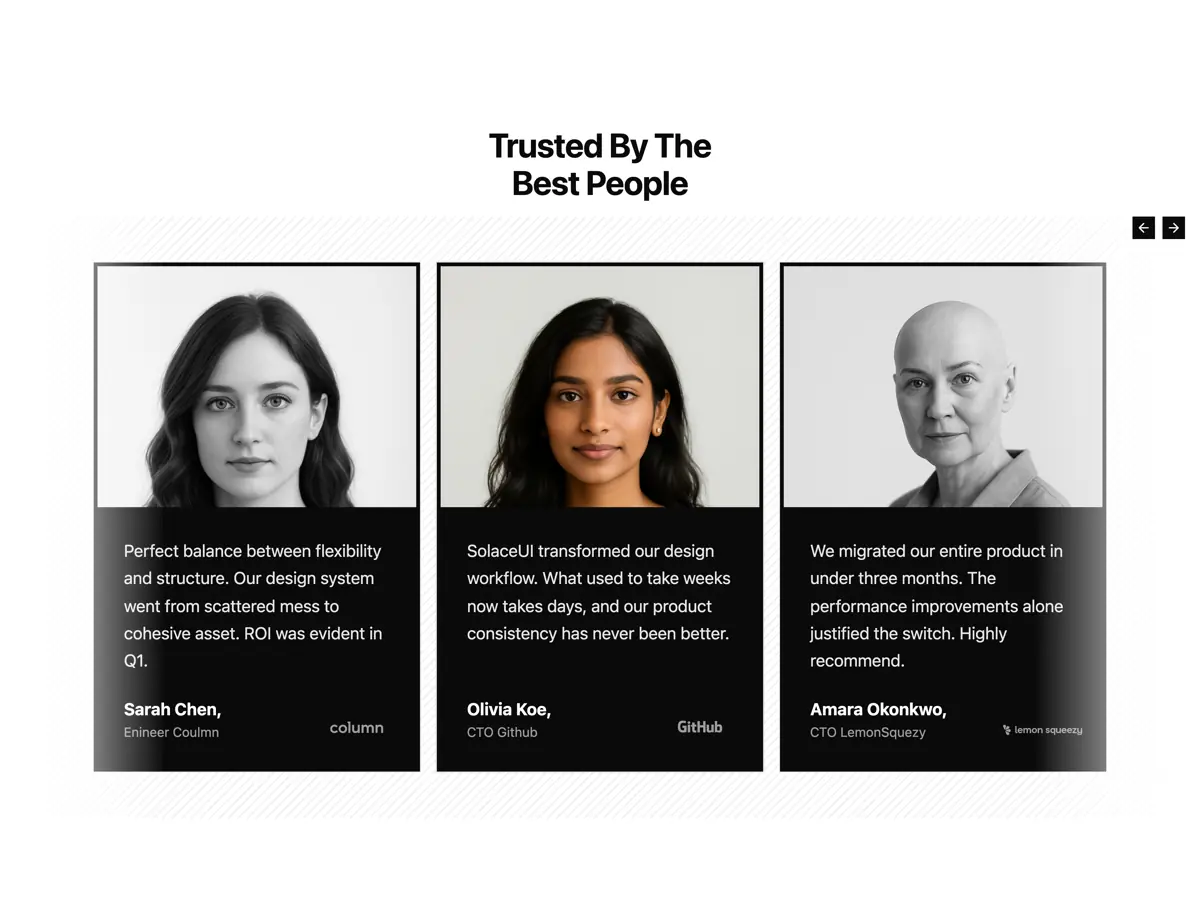 Trusted By The
Best People
Perfect balance between flexibility
and structure. Our design system
went from scattered mess to
cohesive asset. ROI was evident in
Q1.
Sarah Chen,
Enineer Coulmn
column
SolaceUI transformed our design
workflow. What used to take weeks
now takes days, and our product
consistency has never been better.
Olivia Koe,
CTO Github
GitHub
We migrated our entire product in
under three months. The
performance improvements alone
justified the switch. Highly
recommend.
Amara Okonkwo,
CTO LemonSquezy
lemon squeezy